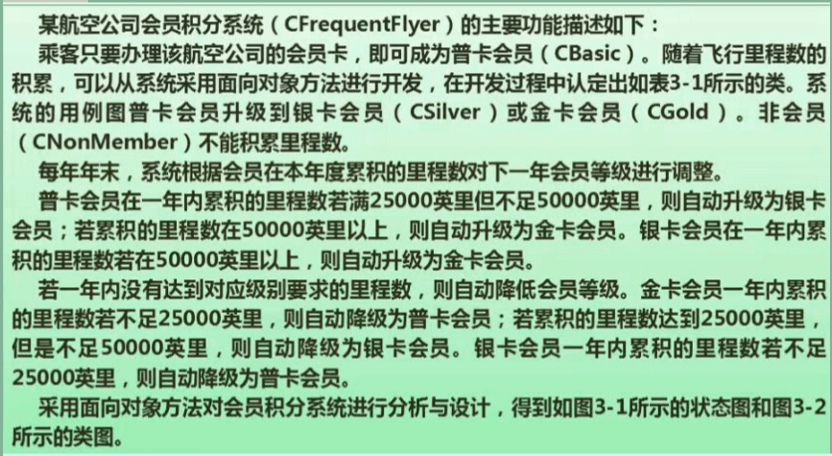 某航空公司会员积分系统（CFrequentFlyer）的主要功能描述如下：
乘客只要办理该航空公司的会员卡，即可成为普卡会员（CBasic）。随着飞行里程数的
积累，可以从系统采用面向对象方法进行开发，在开发过程中认定出如表3-1所示的类。系
统的用例图普卡会员升级到银卡会员（CSilver）或金卡会员（CGold）。非会员
（CNonMember）不能积累里程数。
每年年末，系统根据会员在本年度累积的里程数对下一年会员等级进行调整。
普卡会员在一年内累积的里程数若满25000英里但不足50000英里，则自动升级为银卡
会员；若累积的里程数在50000英里以上，则自动升级为金卡会员。银卡会员在一年内累
积的里程数若在50000英里以上，则自动升级为金卡会员。
若一年内没有达到对应级别要求的里程数，则自动降低会员等级。金卡会员一年内累积
的里程数若不足25000英里，则自动降级为普卡会员；若累积的里程数达到25000英里，
但是不足50000英里，则自动降级为银卡会员。银卡会员一年内累积的里程数若不足
25000英里，则自动降级为普卡会员。
采用面向对象方法对会员积分系统进行分析与设计，得到如图3-1所示的状态图和图3-2
所示的类图。